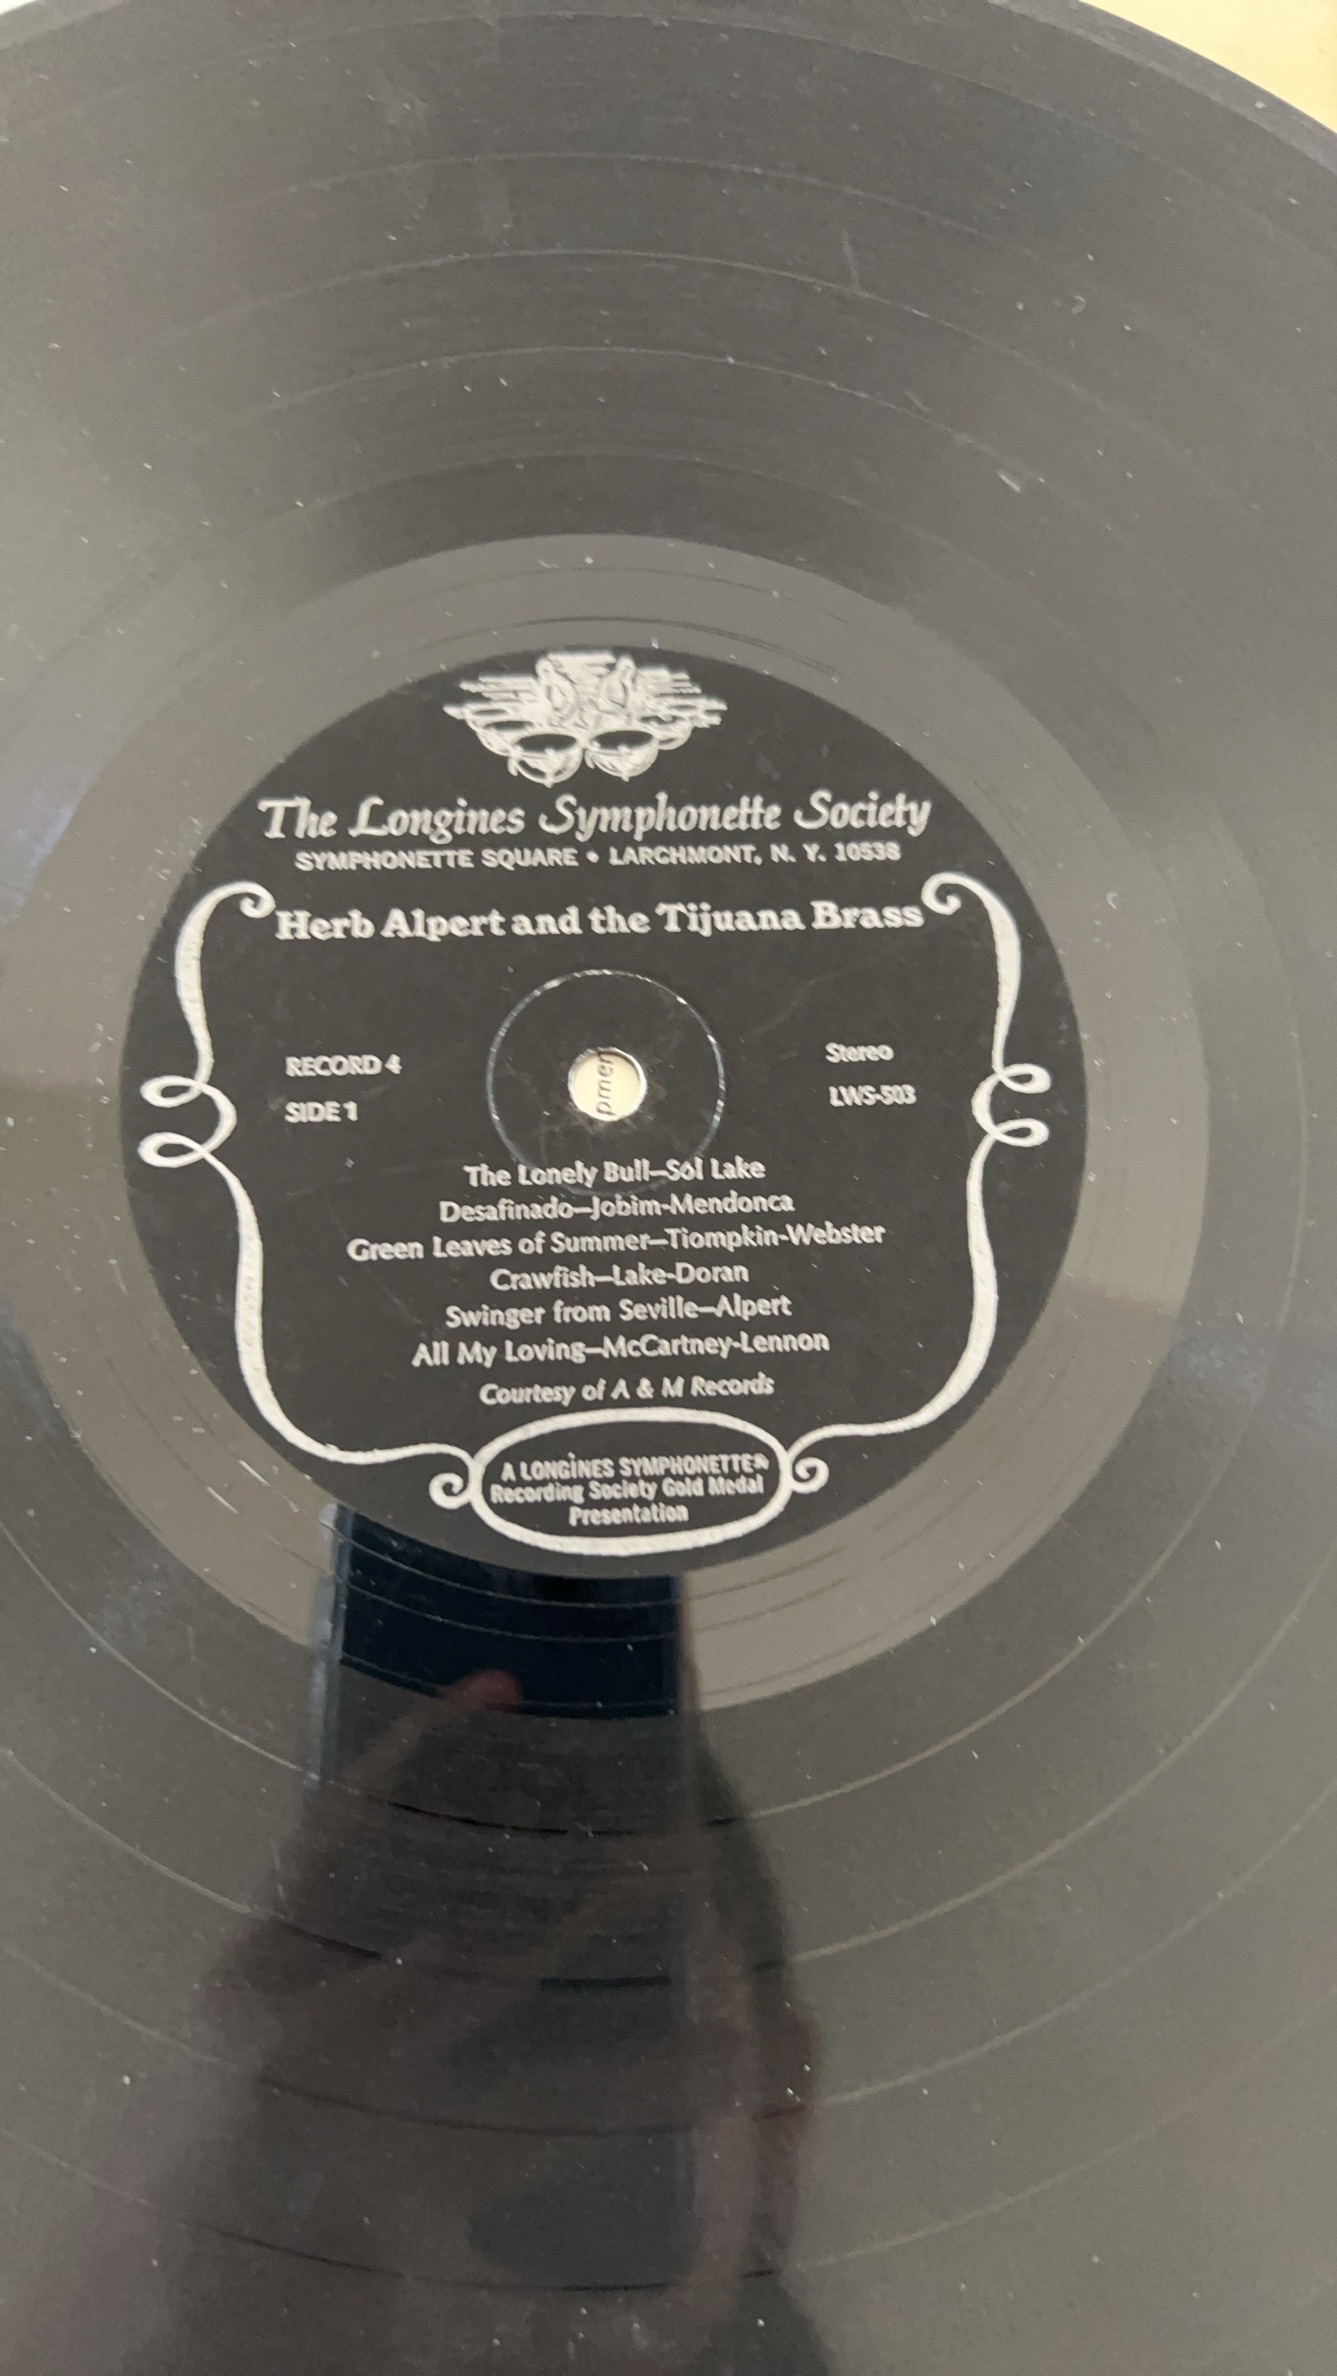 The Longines Symphonette Society
SYMPHONETTE SQUARE • LARCHMONT, N. Y. 10538
Herb Alpert and the Tijuana Brass
RECORD 4
SIDE 1
Stereo
LWS-503
pmen
The Lonely Bull—Sol Lake
Desafinado—Jobim-Mendonca
Green Leaves of Summer—Tiompkin-Webster
Crawfish—Lake-Doran
Swinger from Seville—Alpert
All My Loving—McCartney-Lennon
Courtesy of A & M Records
A LONGINES SYMPHONETTE®
Recording Society Gold Medal
Presentation